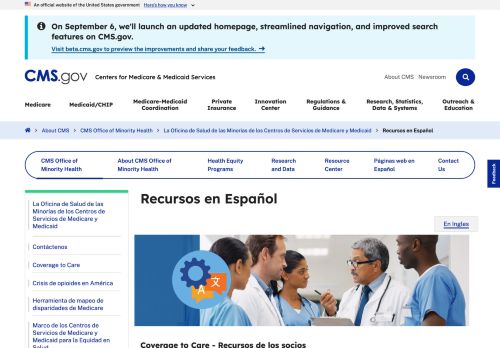 An official website of the United States government Here's how you know
On September 6, we'll launch an updated homepage, streamlined navigation, and improved search
features on CMS.gov.
Visit beta.cms.gov to preview the improvements and share your feedback.
CMS.gov Centers for Medicare & Medicaid Services
About CMS Newsroom
Medicare
Medicaid/CHIP
Medicare-Medicaid
Coordination
Private
Insurance
Innovation
Center
Regulations &
Guidance
Research, Statistics,
Data & Systems
Outreach &
Education
About CMS
CMS Office of Minority Health
La Oficina de Salud de las Minorías de los Centros de Servicios de Medicare y Medicaid
Recursos en Español
Feedback
CMS Office of
Minority Health
About CMS Office of
Minority Health
Health Equity
Programs
Research
and Data
Resource
Center
Páginas web en
Español
Contact
Us
La Oficina de Salud de las
Minorías de los Centros de
Servicios de Medicare y
Medicaid
Contáctenos
Coverage to Care
Crisis de opioides en América
Herramienta de mapeo de
disparidades de Medicare
Marco de los Centros de
Servicios de Medicare y
Medicaid para la Equidad en
Salud
Recursos en Español
En Ingles
A 文
Coverage to Care - Recursos de los socios